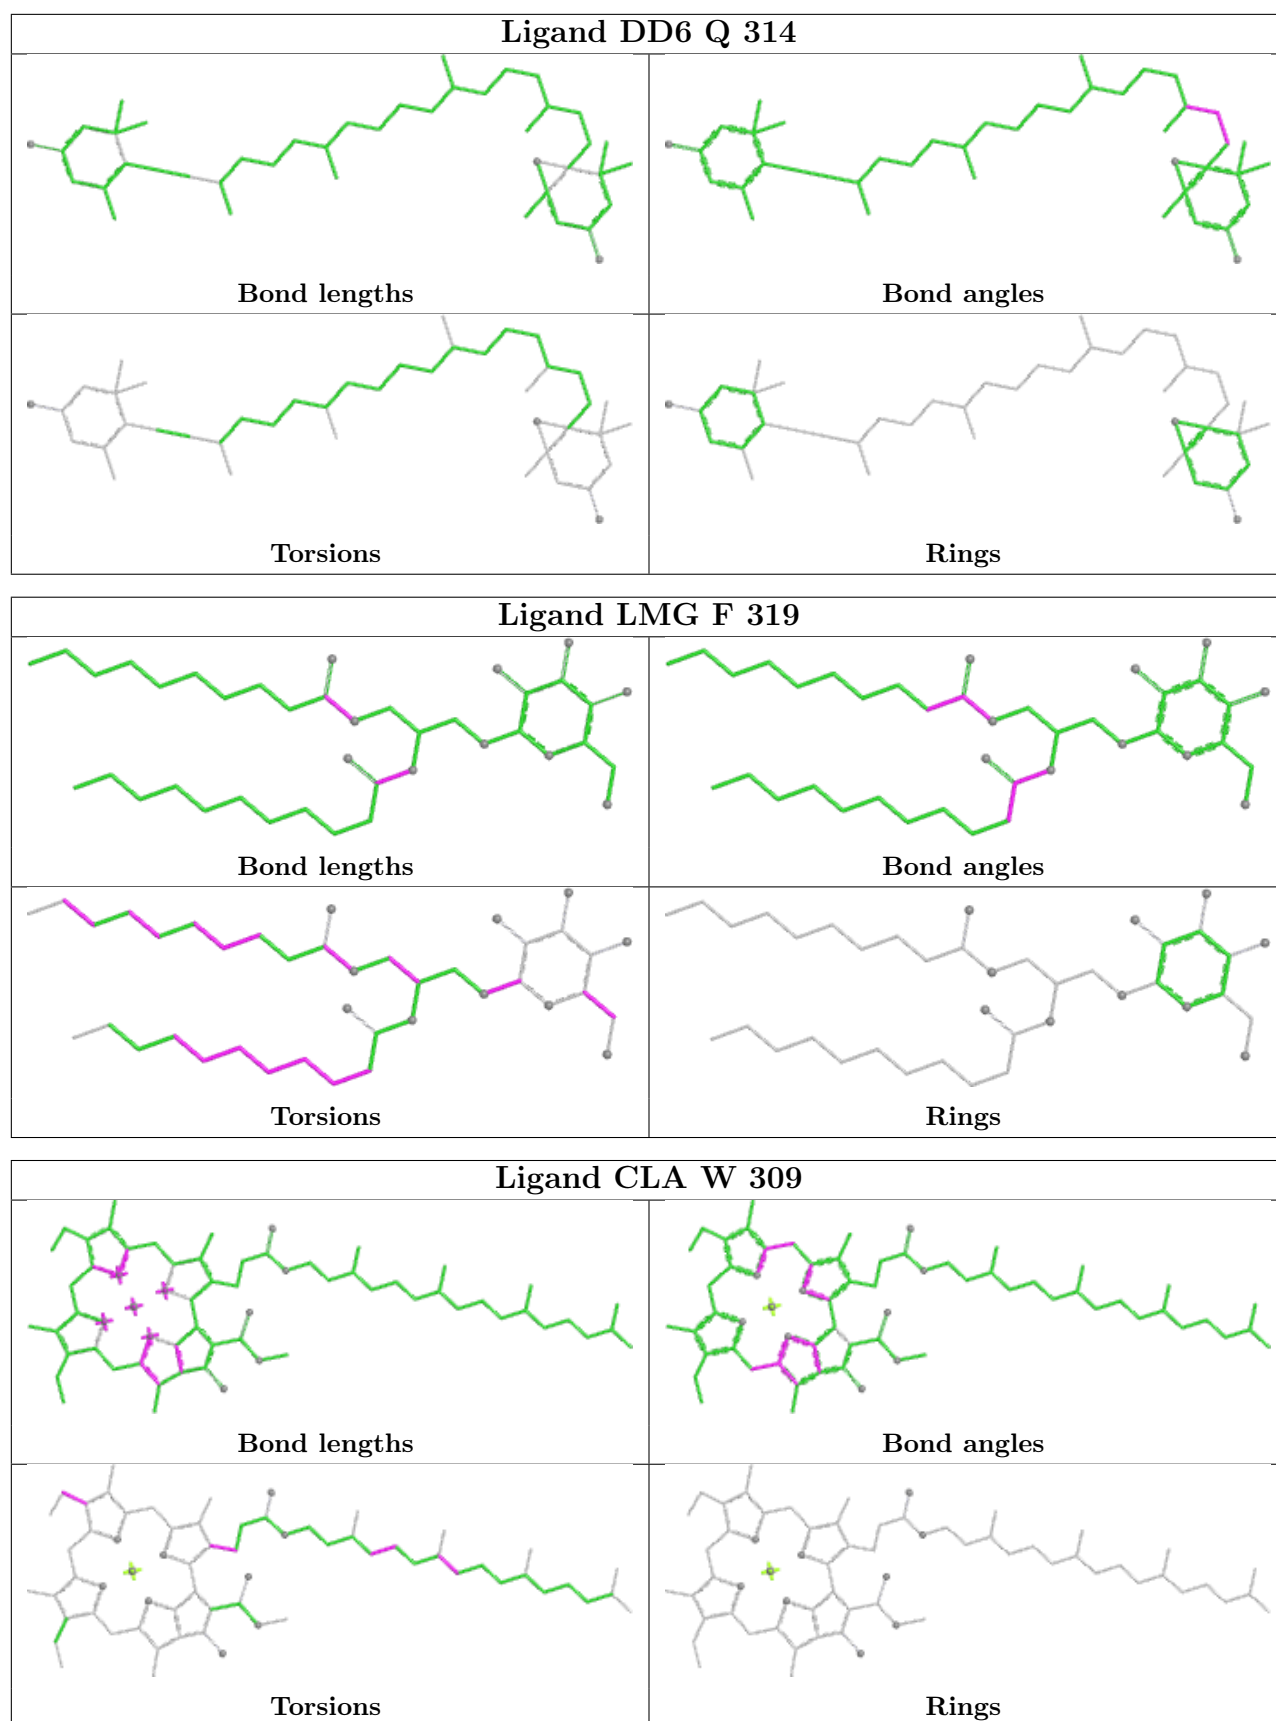 Ligand DD6 Q 314
Bond lengths
Bond angles
Torsions
Rings
Ligand LMG F 319
Bond lengths
Bond angles
Torsions
Rings
Ligand CLA W 309
Bond lengths
Bond angles
Torsions
Rings